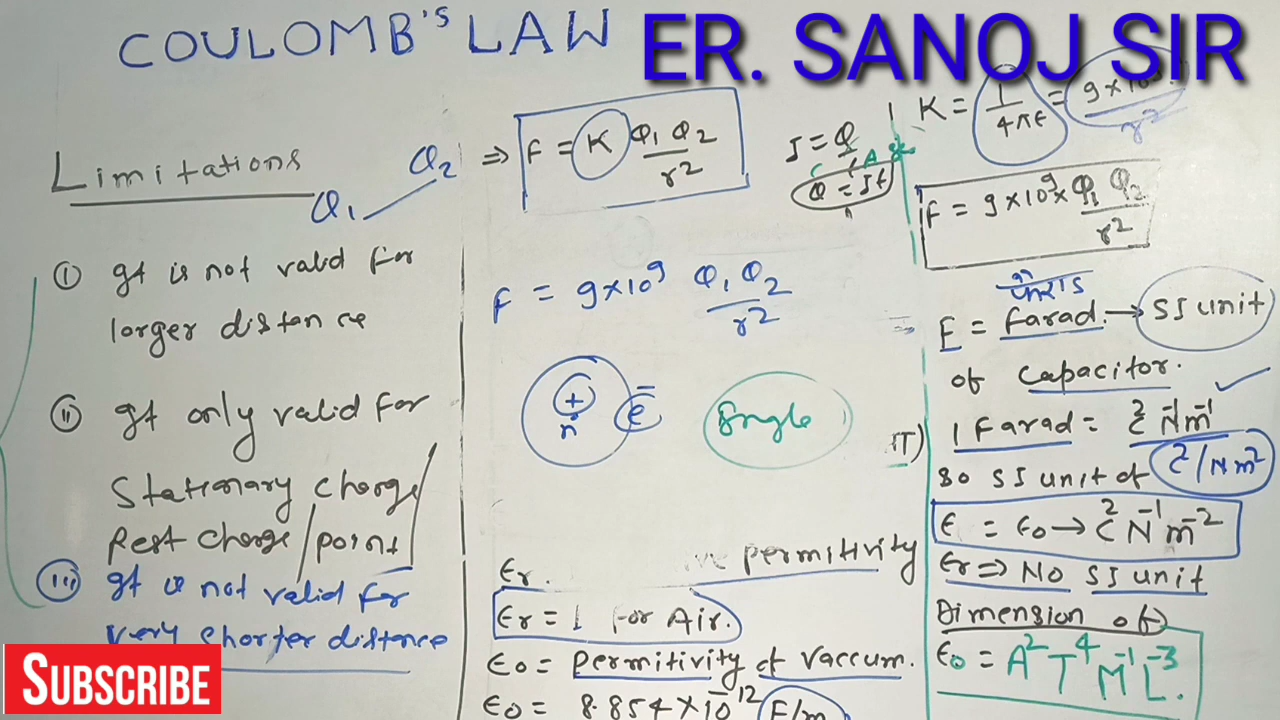 COULOMB'S LAW
ER. SANOJ SIR
Limitations
Q₁
Q₂
⇒ F = K Q₁ Q₂ / r²
I = Q
Q = It
K = 1/4πϵ = 9×10⁹
r²
F = 9×10⁹ × Q₁ Q₂ / r²
① It is not valid for
larger distance
② It only valid for
Stationary charge/
Rest charge/point
③ It is not valid for
very shorter distance
F = 9×10⁹ Q₁ Q₂ / r²
+
n
e⁻
Single
ϵr.
permitivity
ϵr = 1 for Air.
ϵ₀ = permitivity of vaccum.
ϵ₀ = 8.854×10⁻¹² F/m
F = farad. → SI unit
of capacitor.
1 Farad = C² N⁻¹ m⁻¹
so SI unit of C²/Nm²
ϵ = ϵ₀ → C² N⁻¹ m⁻²
ϵr ⇒ No SI unit
Dimension of
ϵ₀ = A² T⁴ M⁻¹ L⁻³.
SUBSCRIBE